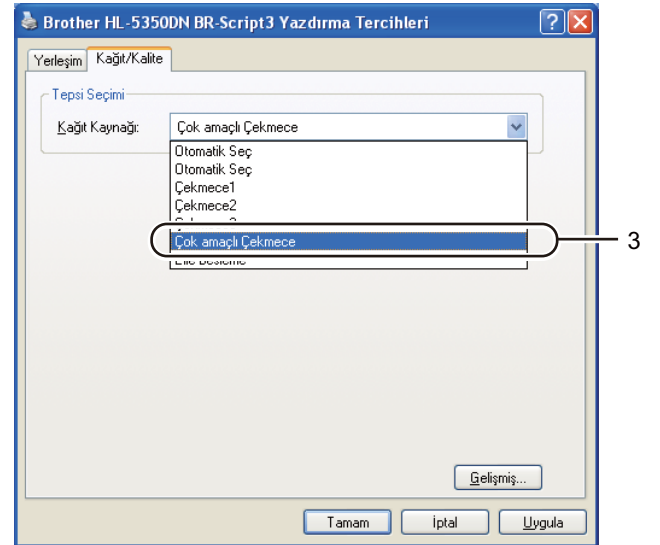 Brother HL-5350DN BR-Script3 Yazdırma Tercihleri
Yerleşim Kağıt/Kalite
Tepsi Seçimi
Kağıt Kaynağı: Çok amaçlı Çekmece
Otomatik Seç
Otomatik Seç
Çekmece1
Çekmece2
Çok amaçlı Çekmece 3
Gelişmiş...
Tamam İptal Uygula